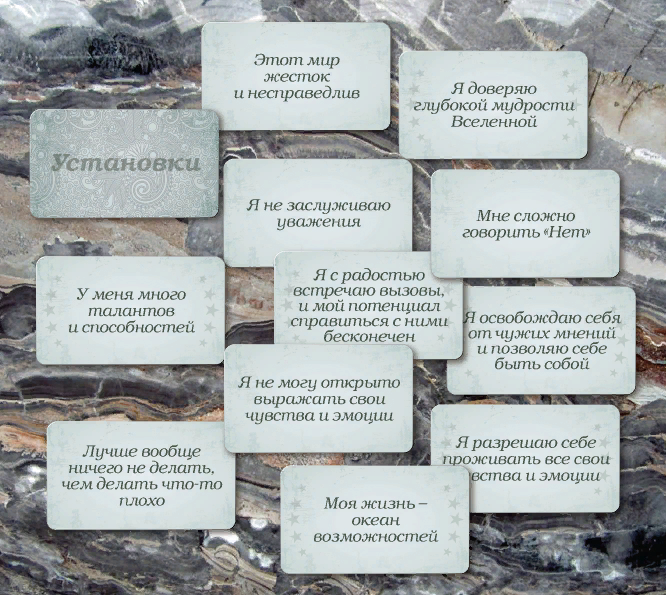 Этот мир
жесток
и несправедлив
Я доверяю
глубокой мудрости
Вселенной
Установки
Я не заслуживаю
уважения
Мне сложно
говорить «Нет»
У меня много
талантов
и способностей
Я с радостью
встречаю вызовы,
и мой потенциал
справиться с ними
бесконечен
Я освобождаю себя
от чужих мнений
и позволяю себе
быть собой
Я не могу открыто
выражать свои
чувства и эмоции
Лучше вообще
ничего не делать,
чем делать что-то
плохо
Я разрешаю себе
проживать все свои
вства и эмоции
Моя жизнь –
океан
возможностей